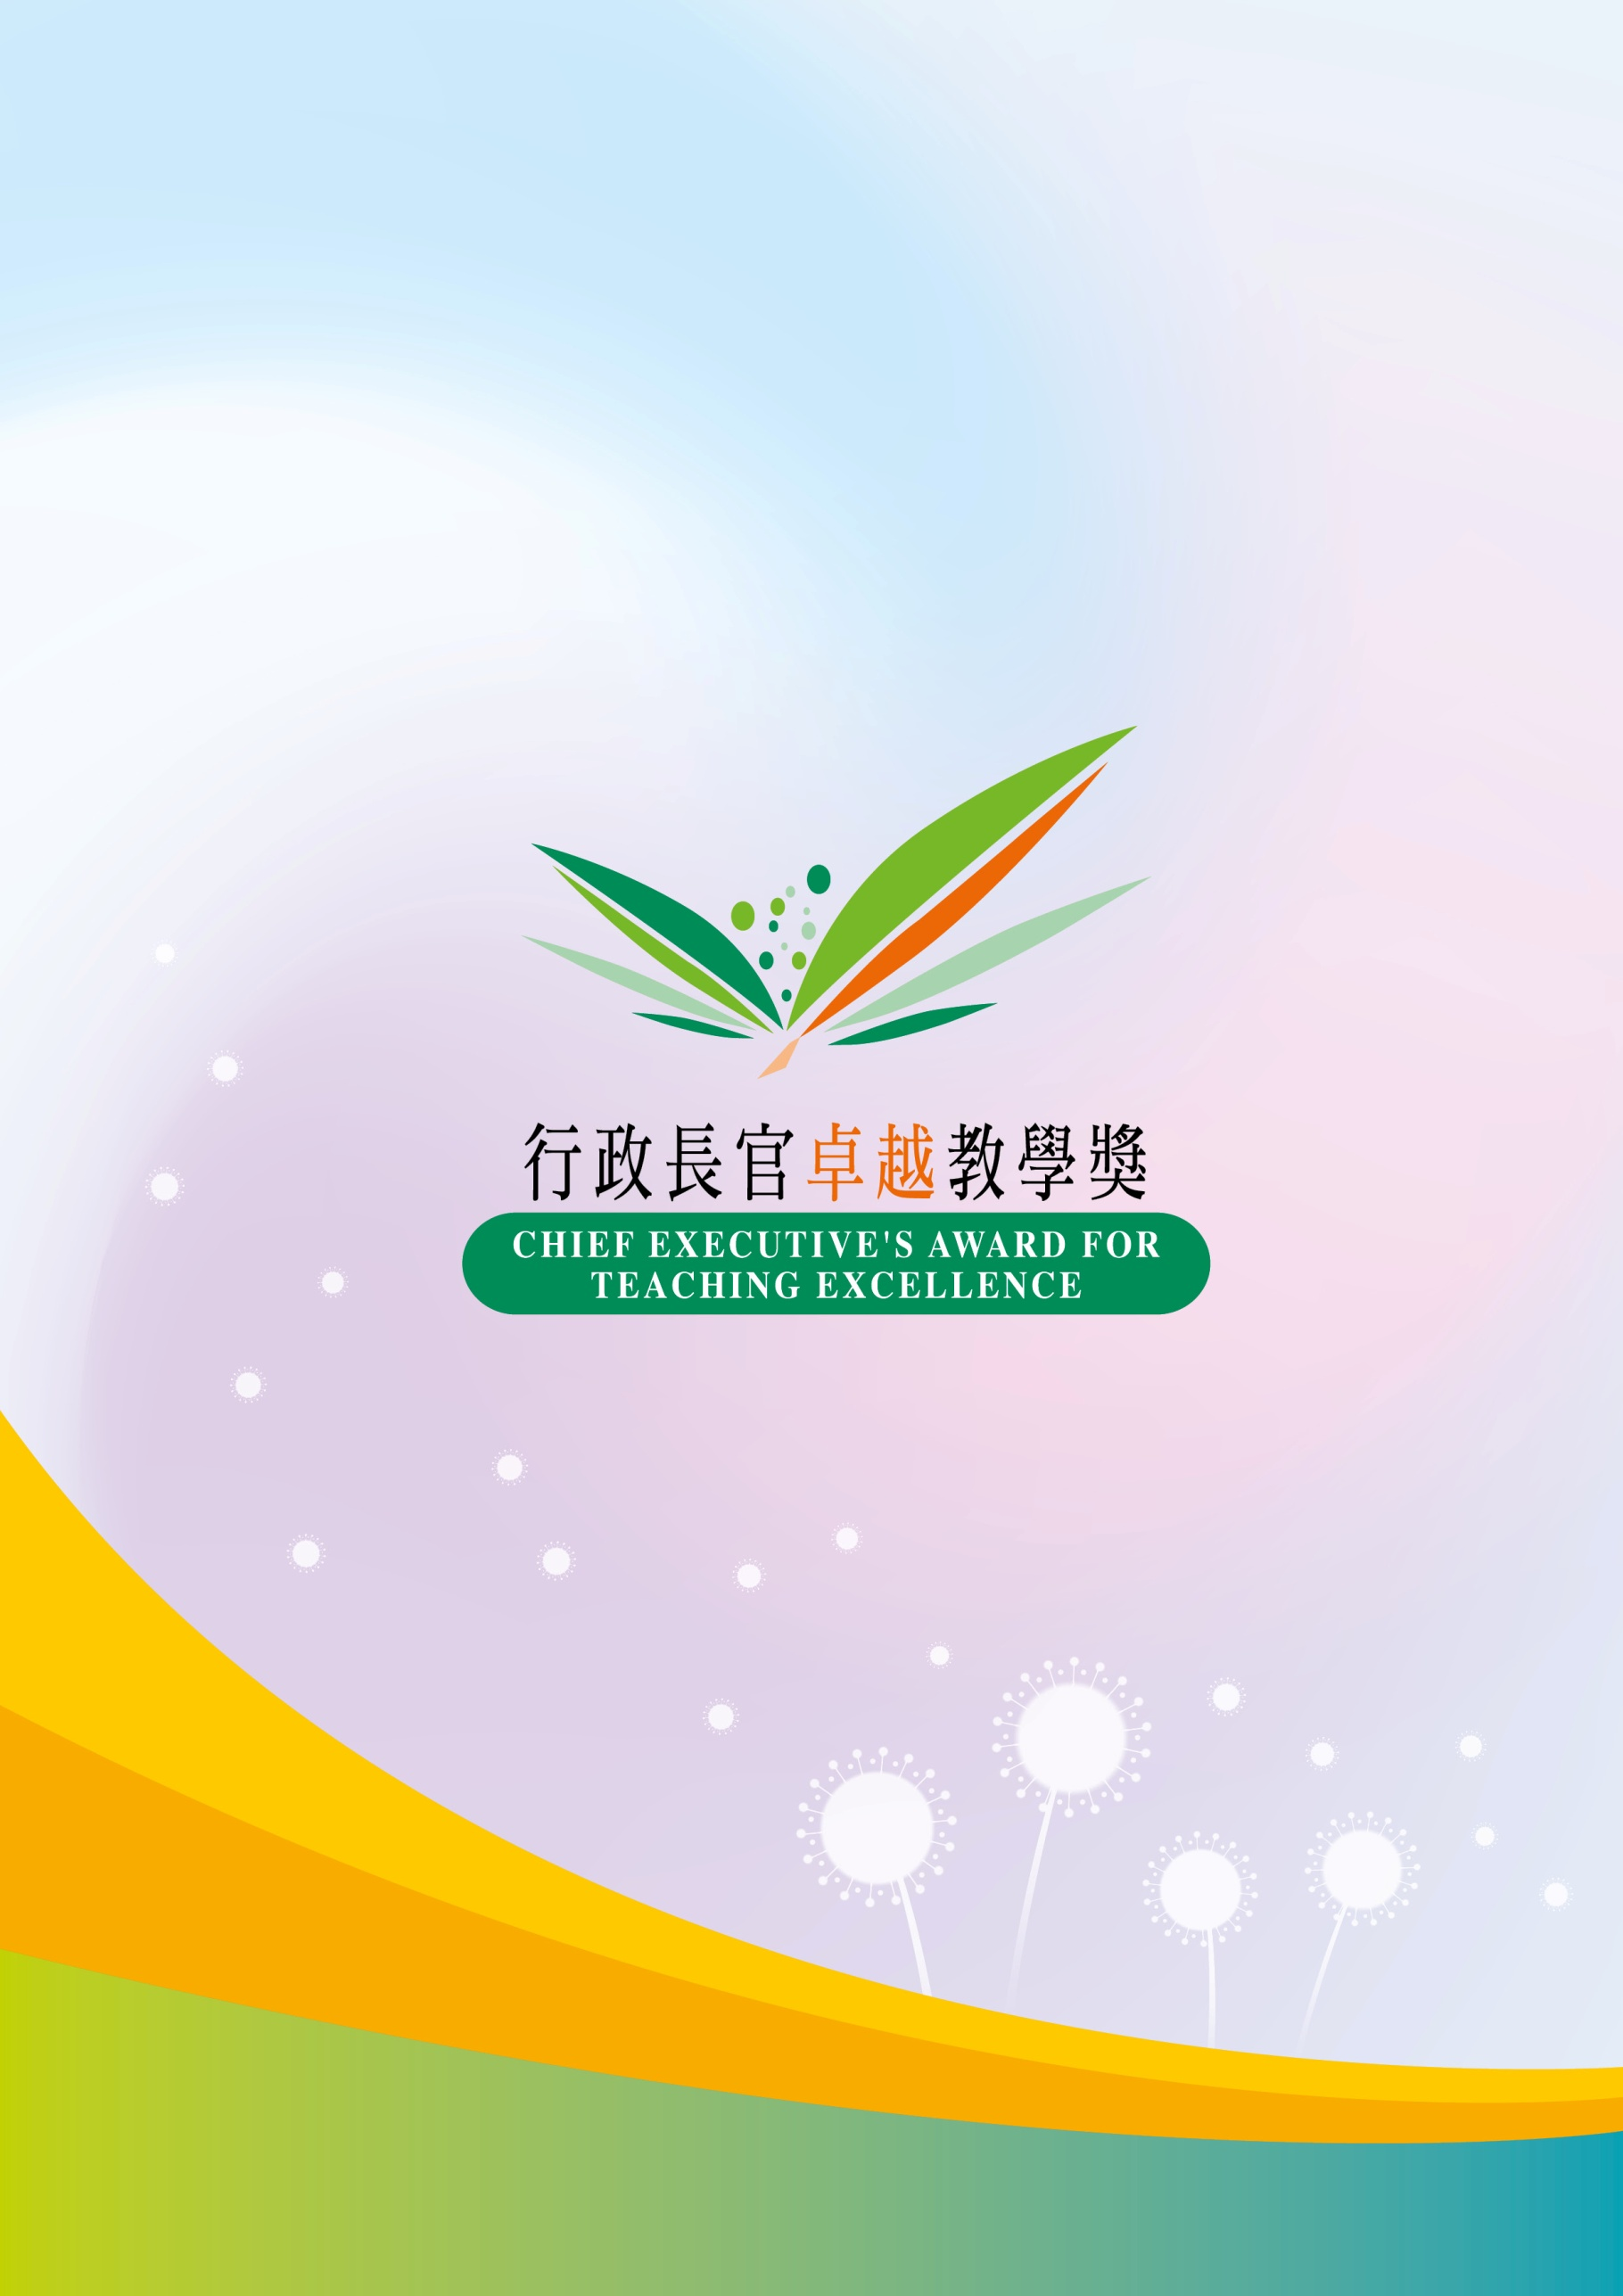 行政長官卓越教學獎
CHIEF EXECUTIVE'S AWARD FOR
TEACHING EXCELLENCE